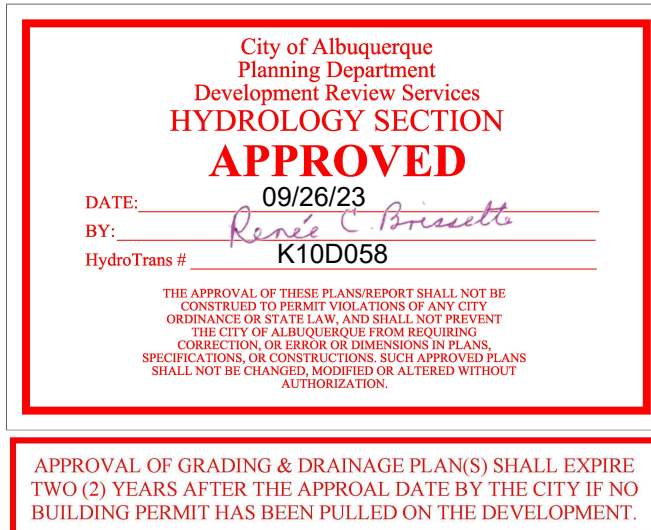 City of Albuquerque
Planning Department
Development Review Services
HYDROLOGY SECTION
APPROVED
DATE: 09/26/23
BY: Renée C. Brissette
HydroTrans # K10D058
THE APPROVAL OF THESE PLANS/REPORT SHALL NOT BE
CONSTRUED TO PERMIT VIOLATIONS OF ANY CITY
ORDINANCE OR STATE LAW, AND SHALL NOT PREVENT
THE CITY OF ALBUQUERQUE FROM REQUIRING
CORRECTION, OR ERROR OR DIMENSIONS IN PLANS,
SPECIFICATIONS, OR CONSTRUCTIONS. SUCH APPROVED PLANS
SHALL NOT BE CHANGED, MODIFIED OR ALTERED WITHOUT
AUTHORIZATION.
APPROVAL OF GRADING & DRAINAGE PLAN(S) SHALL EXPIRE
TWO (2) YEARS AFTER THE APPROAL DATE BY THE CITY IF NO
BUILDING PERMIT HAS BEEN PULLED ON THE DEVELOPMENT.